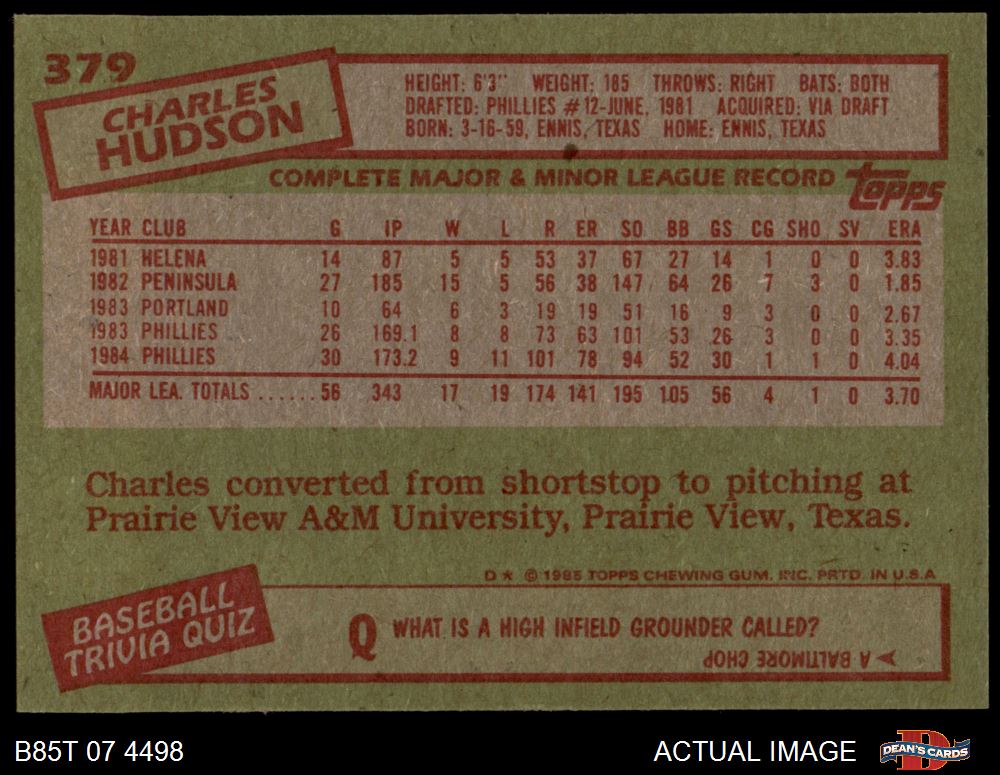 379
CHARLES
HUDSON
HEIGHT: 6'3" WEIGHT: 185 THROWS: RIGHT BATS: BOTH
DRAFTED: PHILLIES #12-JUNE, 1981 ACQUIRED: VIA DRAFT
BORN: 3-16-59, ENNIS, TEXAS HOME: ENNIS, TEXAS
COMPLETE MAJOR & MINOR LEAGUE RECORD topps
YEAR CLUB G IP W L R ER SO BB GS CG SHO SV ERA
1981 HELENA 14 87 5 5 53 37 67 27 14 1 0 0 3.83
1982 PENINSULA 27 185 15 5 56 38 147 64 26 7 3 0 1.85
1983 PORTLAND 10 64 6 3 19 19 51 16 9 3 0 0 2.67
1983 PHILLIES 26 169.1 8 8 73 63 101 53 26 3 0 0 3.35
1984 PHILLIES 30 173.2 9 11 101 78 94 52 30 1 1 0 4.04
MAJOR LEA. TOTALS ...... 56 343 17 19 174 141 195 105 56 4 1 0 3.70
Charles converted from shortstop to pitching at
Prairie View A&M University, Prairie View, Texas.
D★ © 1985 TOPPS CHEWING GUM, INC. PRTD. IN U.S.A
BASEBALL
TRIVIA QUIZ
Q WHAT IS A HIGH INFIELD GROUNDER CALLED?
➤ A BALTIMORE CHOP
B85T 07 4498 ACTUAL IMAGE D DEAN'S CARDS